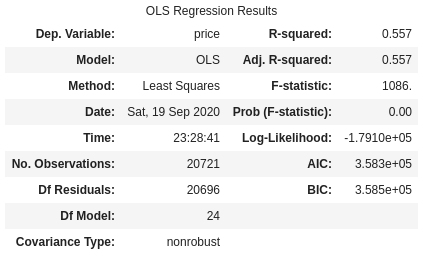 OLS Regression Results
Dep. Variable: price R-squared: 0.557
Model: OLS Adj. R-squared: 0.557
Method: Least Squares F-statistic: 1086.
Date: Sat, 19 Sep 2020 Prob (F-statistic): 0.00
Time: 23:28:41 Log-Likelihood: -1.7910e+05
No. Observations: 20721 AIC: 3.583e+05
Df Residuals: 20696 BIC: 3.585e+05
Df Model: 24
Covariance Type: nonrobust